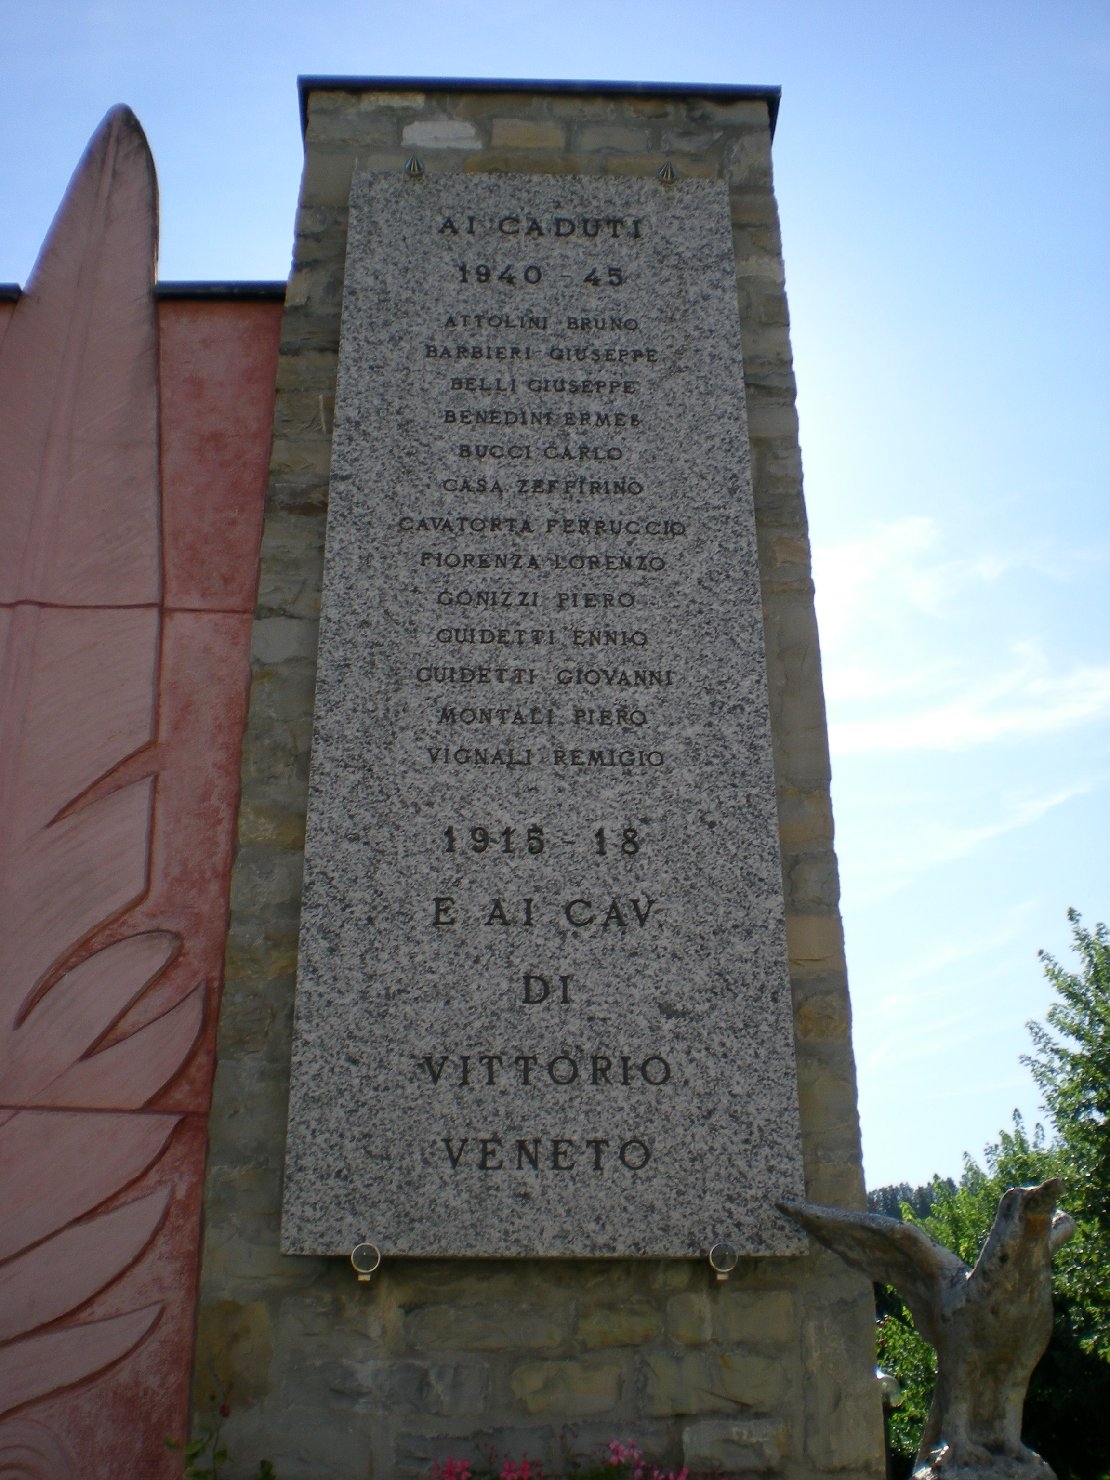 AI CADUTI
1940 - 45
ATTOLINI BRUNO
BARBIERI GIUSEPPE
BELLI GIUSEPPE
BENEDINI ERMES
BUCCI CARLO
CASA ZEFFIRINO
CAVATORTA FERRUCCIO
FIORENZA LORENZO
GONIZZI PIERO
GUIDETTI ENNIO
GUIDETTI GIOVANNI
MONTALI PIERO
VIGNALI REMIGIO
1915 - 18
E AI CAV
DI
VITTORIO
VENETO